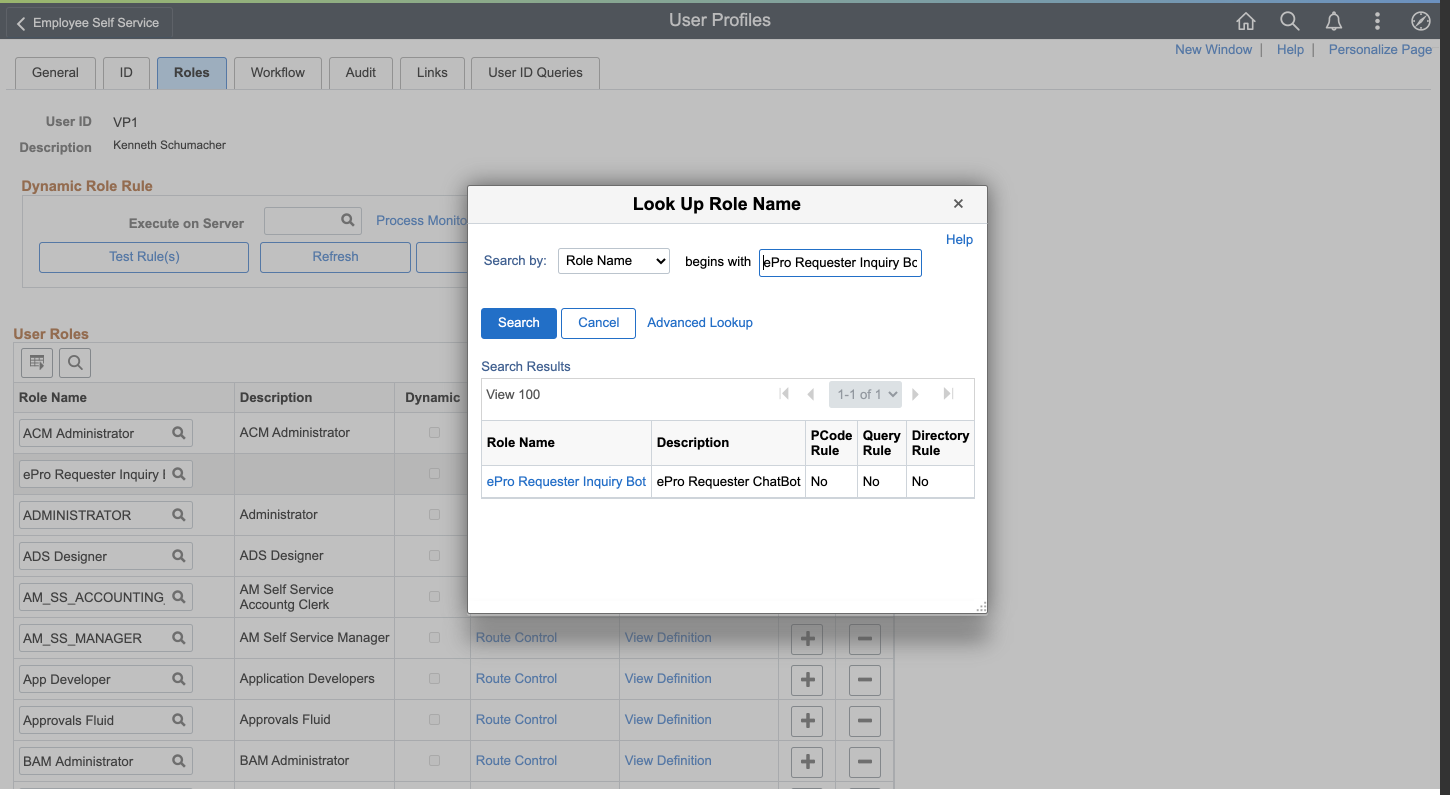 Employee Self Service
User Profiles
New Window | Help | Personalize Page
General ID Roles Workflow Audit Links User ID Queries
User ID VP1
Description Kenneth Schumacher
Dynamic Role Rule
Execute on Server Process Monito
Test Rule(s) Refresh
User Roles
Role Name Description Dynamic
ACM Administrator ACM Administrator
ePro Requester Inquiry
ADMINISTRATOR Administrator
ADS Designer ADS Designer
AM_SS_ACCOUNTING_ AM Self Service
Accountg Clerk
AM_SS_MANAGER AM Self Service Manager Route Control View Definition
App Developer Application Developers Route Control View Definition
Approvals Fluid Approvals Fluid Route Control View Definition
BAM Administrator BAM Administrator Route Control View Definition
Look Up Role Name ×
Help
Search by: Role Name begins with ePro Requester Inquiry Bo
Search Cancel Advanced Lookup
Search Results
View 100 1-1 of 1
Role Name Description PCode Rule Query Rule Directory Rule
ePro Requester Inquiry Bot ePro Requester ChatBot No No No